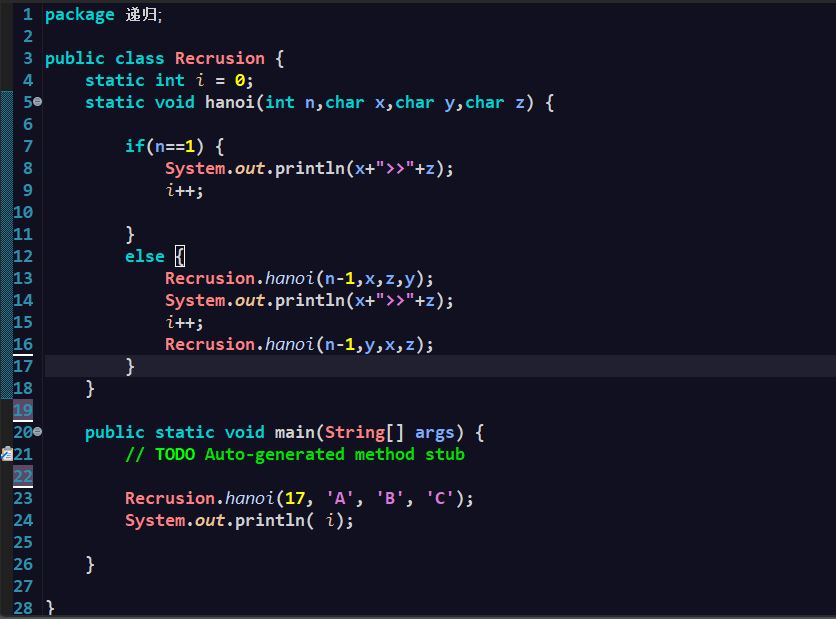 1 package 递归;
2
3 public class Recrusion {
4     static int i = 0;
5     static void hanoi(int n,char x,char y,char z) {
6
7         if(n==1) {
8             System.out.println(x+">>"+z);
9             i++;
10
11         }
12         else {
13             Recrusion.hanoi(n-1,x,z,y);
14             System.out.println(x+">>"+z);
15             i++;
16             Recrusion.hanoi(n-1,y,x,z);
17         }
18     }
19
20     public static void main(String[] args) {
21         // TODO Auto-generated method stub
22
23         Recrusion.hanoi(17, 'A', 'B', 'C');
24         System.out.println( i);
25
26     }
27
28 }